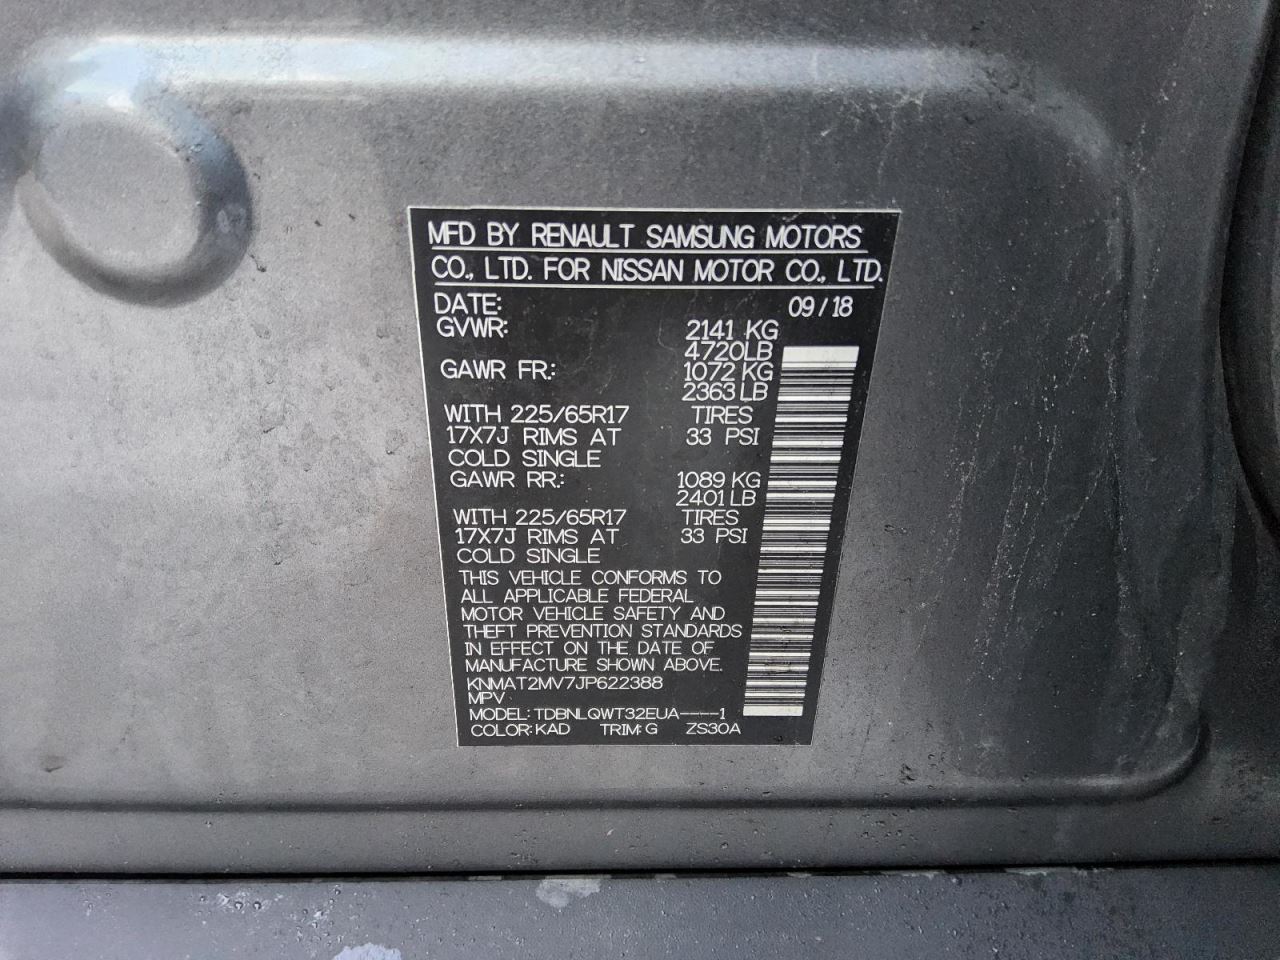 MFD BY RENAULT SAMSUNG MOTORS
CO., LTD. FOR NISSAN MOTOR CO., LTD.
DATE: 09/18
GVWR: 2141 KG
4720LB
GAWR FR.: 1072 KG
2363LB
WITH 225/65R17 TIRES
17X7J RIMS AT 33 PSI
COLD SINGLE
GAWR RR.: 1089 KG
2401LB
WITH 225/65R17 TIRES
17X7J RIMS AT 33 PSI
COLD SINGLE
THIS VEHICLE CONFORMS TO
ALL APPLICABLE FEDERAL
MOTOR VEHICLE SAFETY AND
THEFT PREVENTION STANDARDS
IN EFFECT ON THE DATE OF
MANUFACTURE SHOWN ABOVE.
KNMAT2MV7JP622388
MPV
MODEL: TDBNLQWT32EUA----1
COLOR: KAD TRIM: G ZS30A